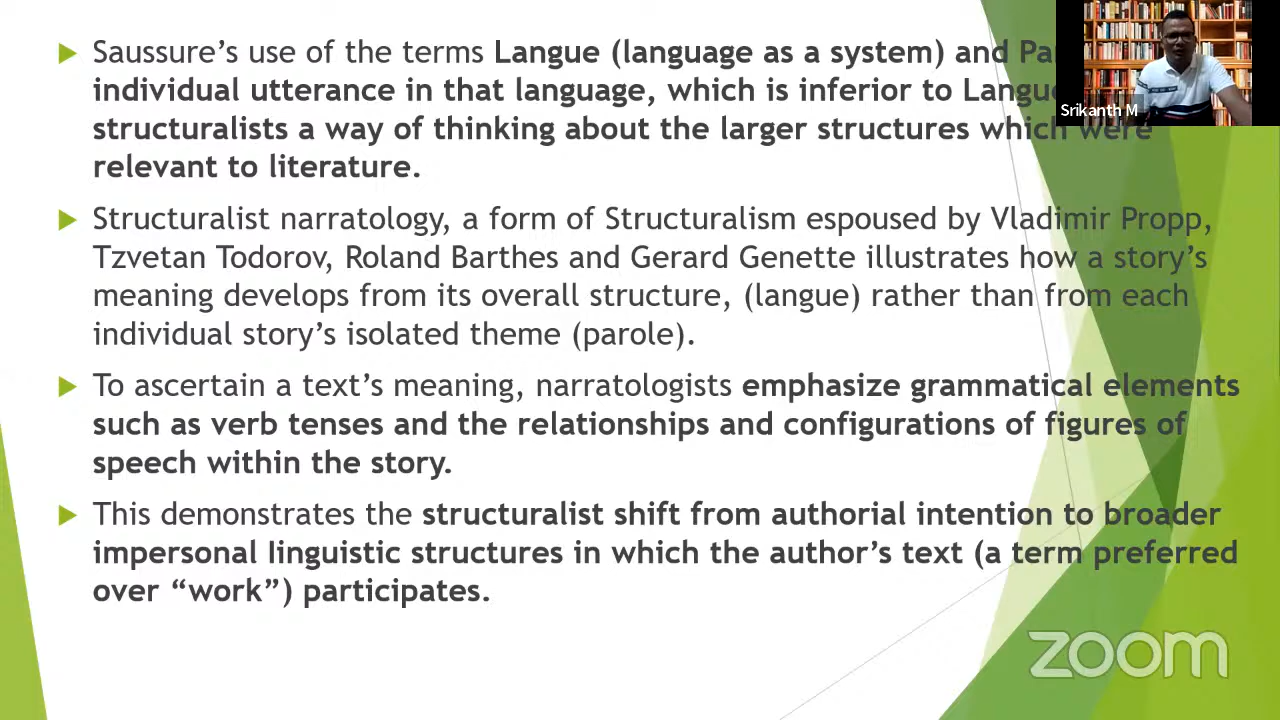 Saussure’s use of the terms Langue (language as a system) and
individual utterance in that language, which is inferior to
structuralists a way of thinking about the larger structures which were
relevant to literature.
Structuralist narratology, a form of Structuralism espoused by Vladimir Propp,
Tzvetan Todorov, Roland Barthes and Gerard Genette illustrates how a story’s
meaning develops from its overall structure, (langue) rather than from each
individual story’s isolated theme (parole).
To ascertain a text’s meaning, narratologists emphasize grammatical elements
such as verb tenses and the relationships and configurations of figures of
speech within the story.
This demonstrates the structuralist shift from authorial intention to broader
impersonal linguistic structures in which the author’s text (a term preferred
over “work”) participates.
Srikanth M
zoom